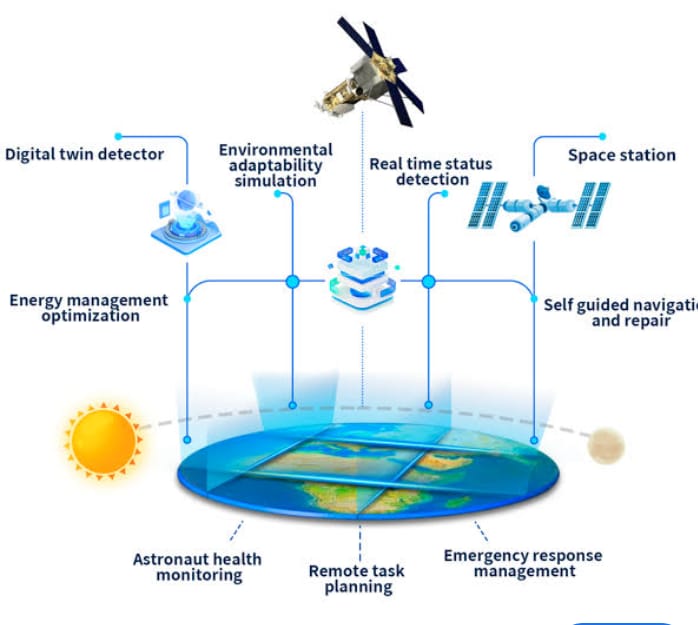 Digital twin detector
Environmental
adaptability
simulation
Real time status
detection
Space station
Energy management
optimization
Self guided navigati
and repair
Astronaut health
monitoring
Remote task
planning
Emergency response
management